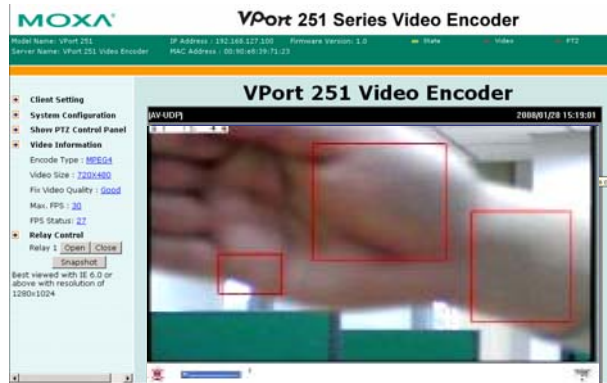 MOXA
VPort 251 Series Video Encoder
Model Name: VPort 251
Server Name: VPort 251 Video Encoder
IP Address : 192.168.127.100
MAC Address : 00:90:e8:39:71:23
Firmware Version: 1.0
State
Video
PTZ
VPort 251 Video Encoder
Client Setting
System Configuration
Show PTZ Control Panel
Video Information
Encode Type : MPEG4
Video Size : 720X480
Fix Video Quality : Good
Max. FPS : 30
FPS Status: 27
Relay Control
Relay 1 Open Close
Snapshot
Best viewed with IE 6.0 or
above with resolution of
1280x1024
(AV-UDP)
2008/01/28 15:19:01